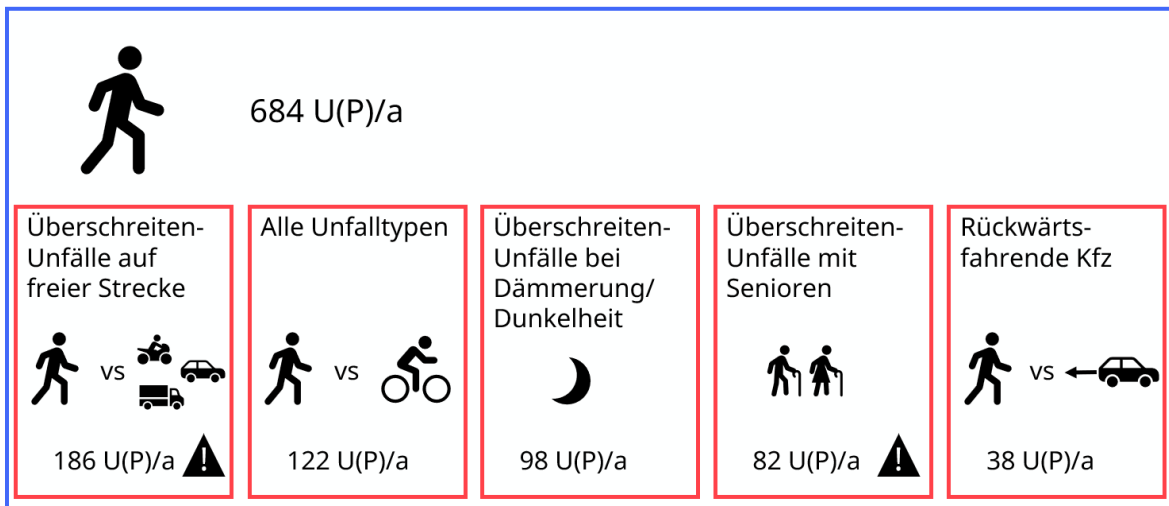 684 U(P)/a
Überschreiten-
Unfälle auf
freier Strecke
vs
186 U(P)/a
!
Alle Unfalltypen
vs
122 U(P)/a
Überschreiten-
Unfälle bei
Dämmerung/
Dunkelheit
98 U(P)/a
Überschreiten-
Unfälle mit
Senioren
82 U(P)/a
!
Rückwärts-
fahrende Kfz
vs
38 U(P)/a